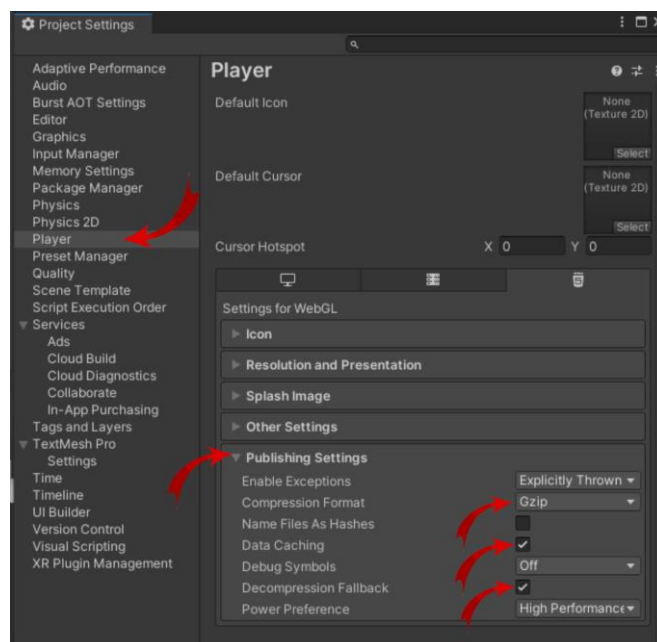 Project Settings
Adaptive Performance
Audio
Burst AOT Settings
Editor
Graphics
Input Manager
Memory Settings
Package Manager
Physics
Physics 2D
Player
Preset Manager
Quality
Scene Template
Script Execution Order
Services
Ads
Cloud Build
Cloud Diagnostics
Collaborate
In-App Purchasing
Tags and Layers
TextMesh Pro
Settings
Time
Timeline
UI Builder
Version Control
Visual Scripting
XR Plugin Management
Player
Default Icon
None
(Texture 2D)
Select
Default Cursor
None
(Texture 2D)
Select
Cursor Hotspot X 0 Y 0
Settings for WebGL
Icon
Resolution and Presentation
Splash Image
Other Settings
Publishing Settings
Enable Exceptions Explicitly Thrown
Compression Format Gzip
Name Files As Hashes
Data Caching
Debug Symbols Off
Decompression Fallback
Power Preference High Performance